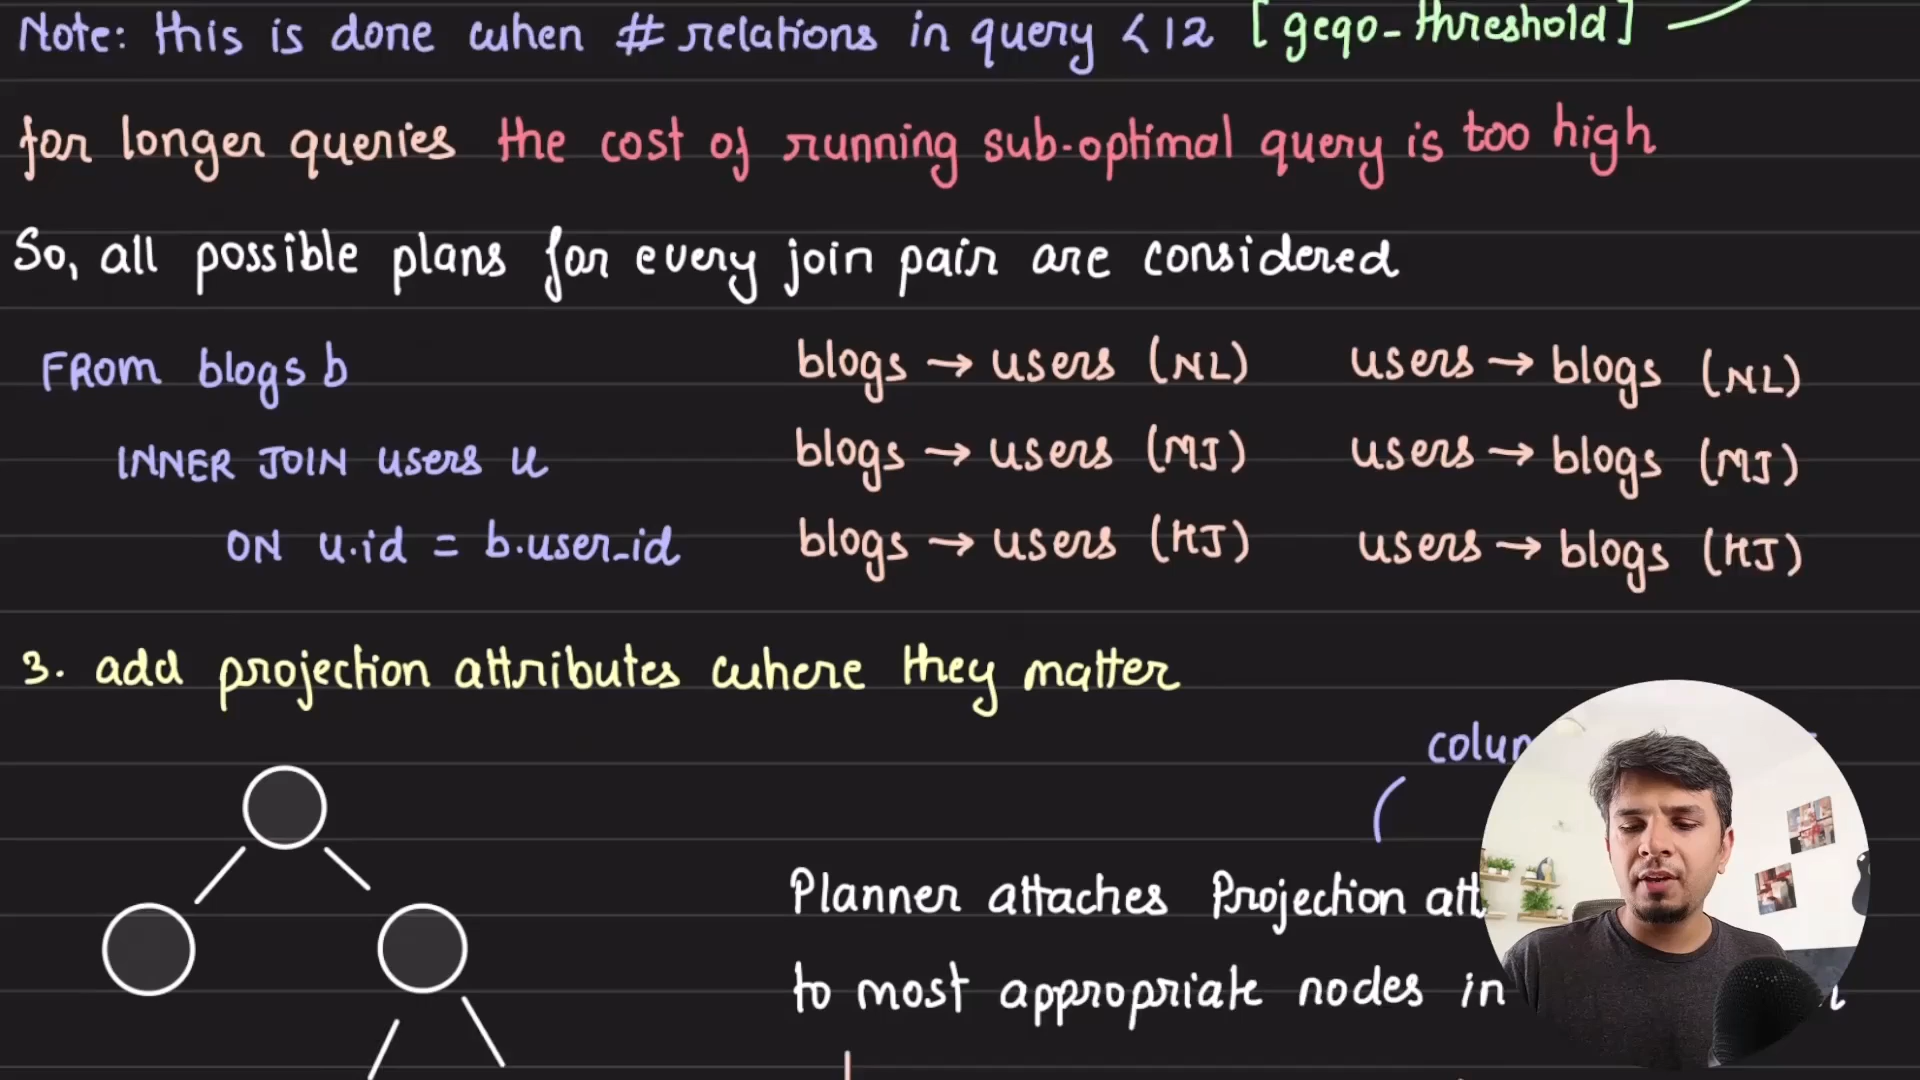 Note: this is done when # relations in query < 12 [geqo-threshold]
for longer queries the cost of running sub-optimal query is too high
So, all possible plans for every join pair are considered
FROM blogs b
INNER JOIN users u
ON u.id = b.user_id
blogs → users (NL)
blogs → users (MJ)
blogs → users (HJ)
users → blogs (NL)
users → blogs (MJ)
users → blogs (HJ)
3. add projection attributes where they matter
Planner attaches Projection
to most appropriate nodes in